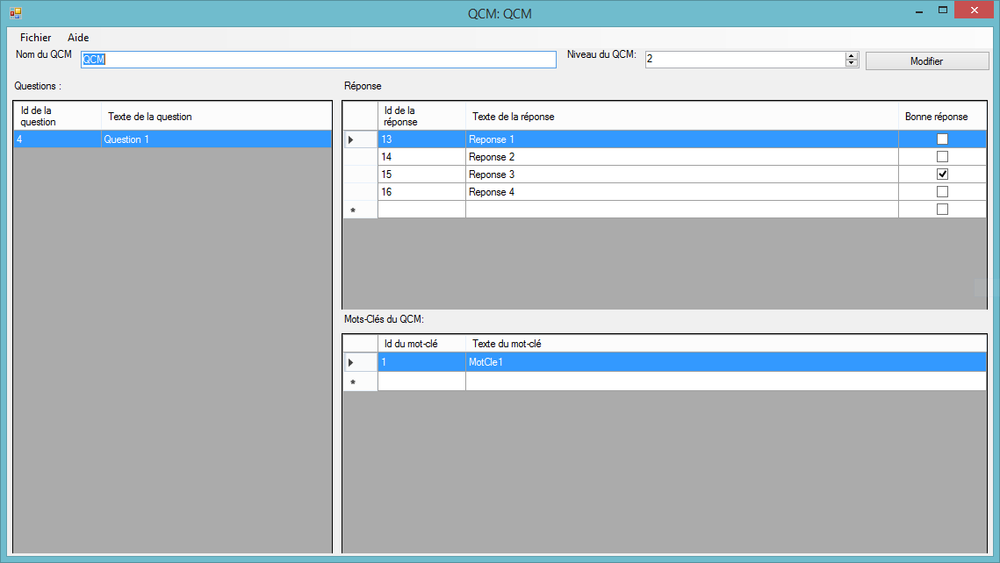 QCM: QCM
Fichier Aide
Nom du QCM QCM Niveau du QCM: 2 Modifier
Questions : Réponse
Id de la question Texte de la question
4 Question 1
Id de la réponse Texte de la réponse Bonne réponse
13 Reponse 1
14 Reponse 2
15 Reponse 3
16 Reponse 4
*
Mots-Clés du QCM:
Id du mot-clé Texte du mot-clé
1 MotCle1
*